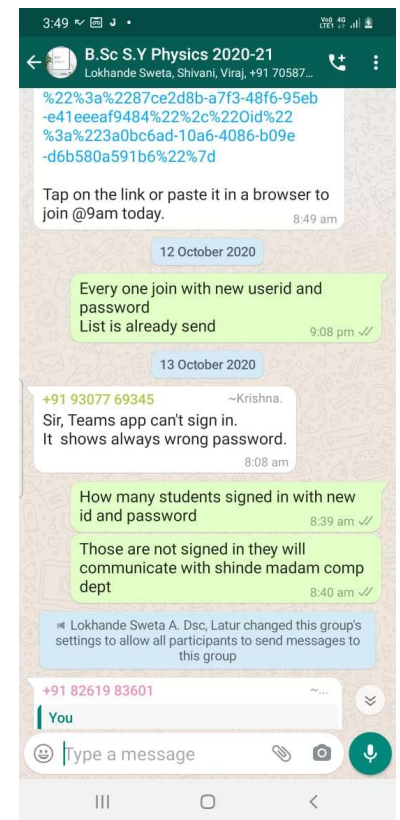 3:49
Vo9 4G
LTE1
B.Sc S.Y Physics 2020-21
Lokhande Sweta, Shivani, Viraj, +91 70587...
%22%3a%2287ce2d8b-a7f3-48f6-95eb
-e41eeeaf9484%22%2c%22Oid%22
%3a%223a0bc6ad-10a6-4086-b09e
-d6b580a591b6%22%7d
Tap on the link or paste it in a browser to
join @9am today.
8:49 am
12 October 2020
Every one join with new userid and
password
List is already send
9:08 pm
13 October 2020
+91 93077 69345 ~Krishna.
Sir, Teams app can't sign in.
It shows always wrong password.
8:08 am
How many students signed in with new
id and password
8:39 am
Those are not signed in they will
communicate with shinde madam comp
dept
8:40 am
Lokhande Sweta A. Dsc, Latur changed this group's
settings to allow all participants to send messages to
this group
+91 82619 83601 ~...
You
Type a message